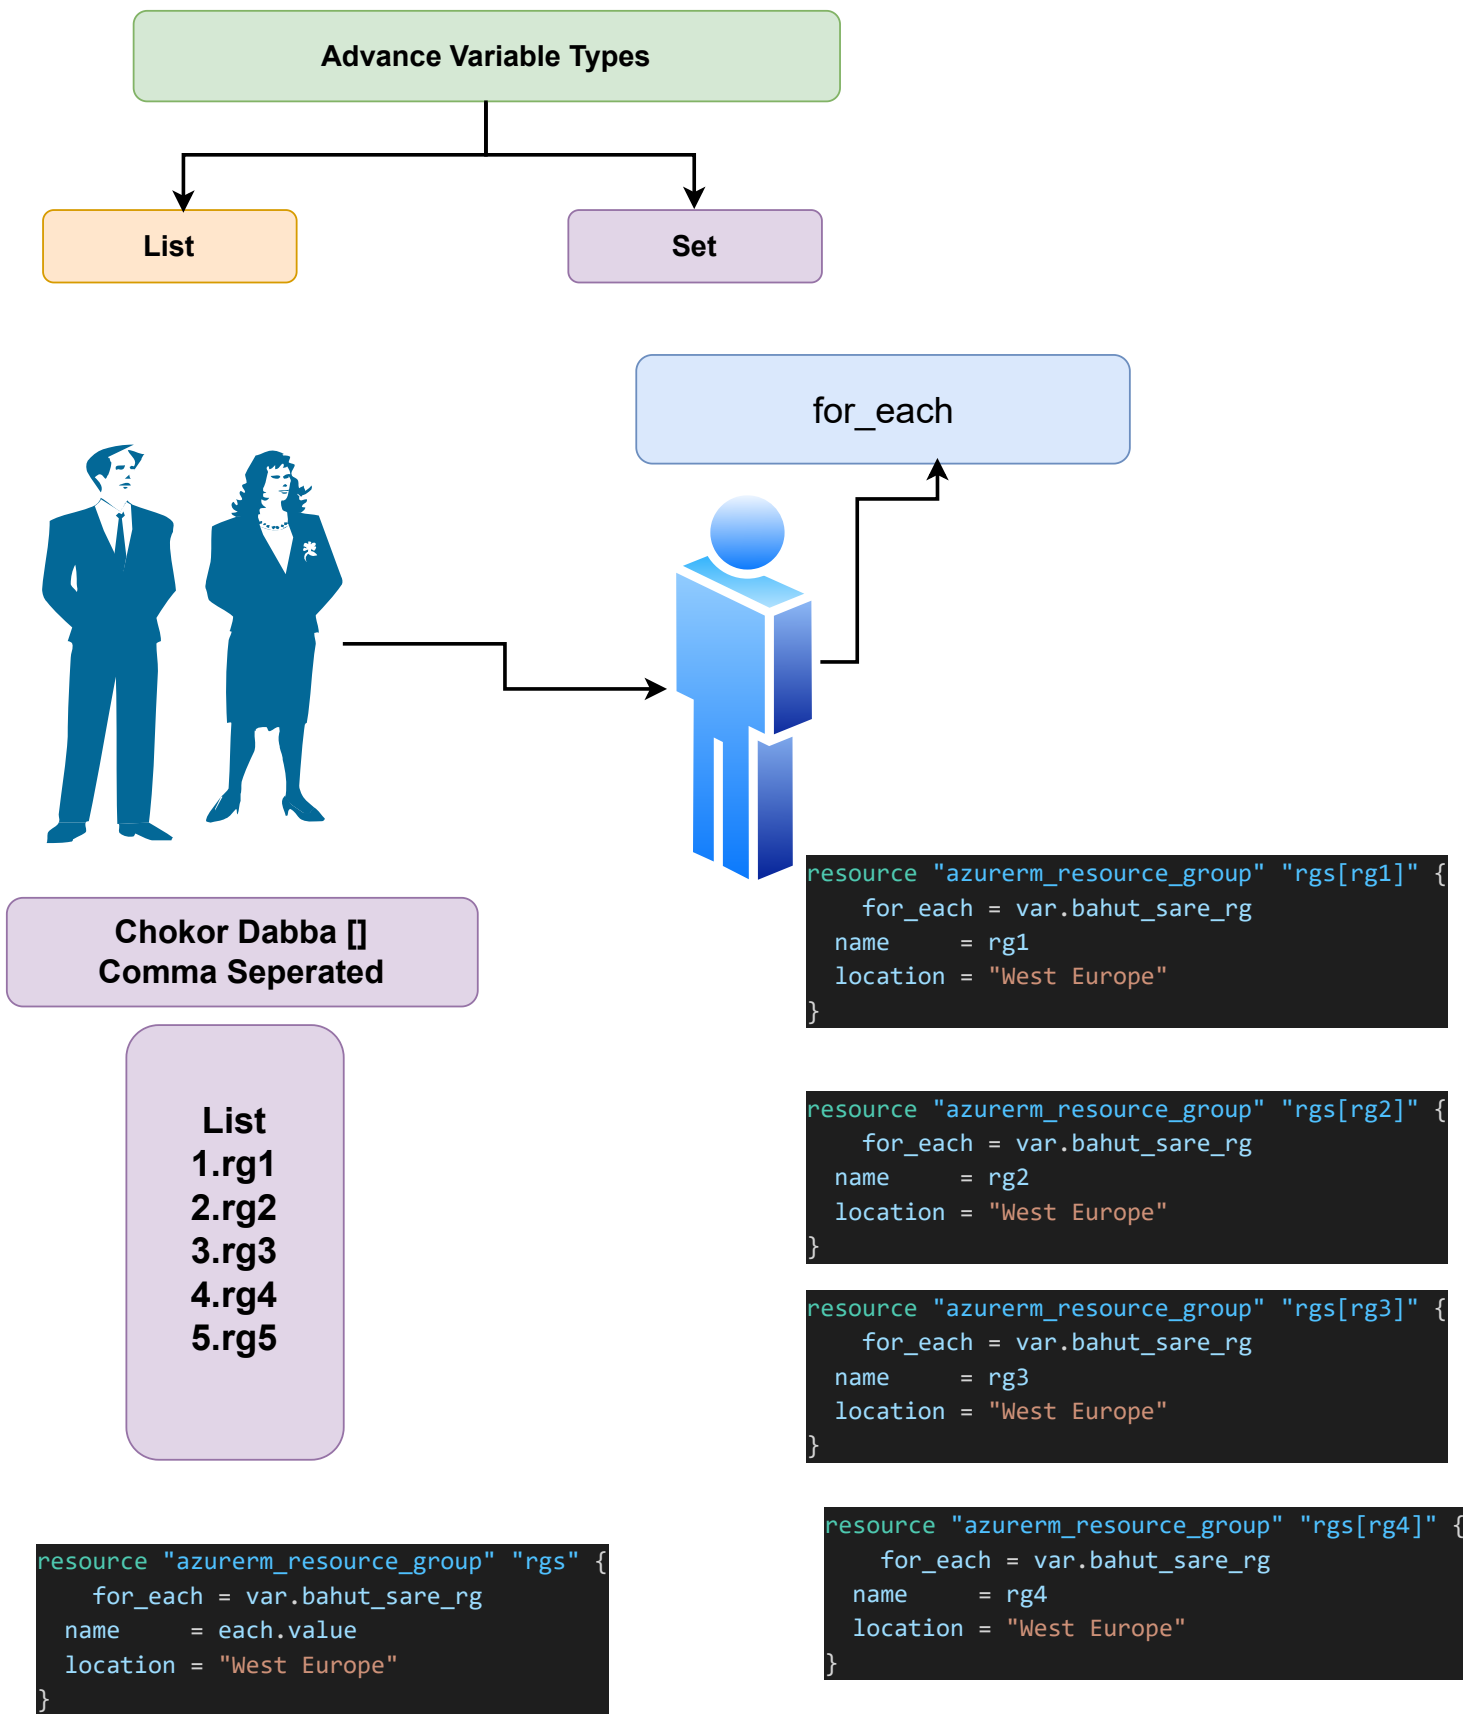 Advance Variable Types
List
Set
for_each
Chokor Dabba []
Comma Seperated
List
1.rg1
2.rg2
3.rg3
4.rg4
5.rg5
resource "azurerm_resource_group" "rgs" {
    for_each = var.bahut_sare_rg
  name     = each.value
  location = "West Europe"
}
resource "azurerm_resource_group" "rgs[rg1]" {
    for_each = var.bahut_sare_rg
  name     = rg1
  location = "West Europe"
}
resource "azurerm_resource_group" "rgs[rg2]" {
    for_each = var.bahut_sare_rg
  name     = rg2
  location = "West Europe"
}
resource "azurerm_resource_group" "rgs[rg3]" {
    for_each = var.bahut_sare_rg
  name     = rg3
  location = "West Europe"
}
resource "azurerm_resource_group" "rgs[rg4]" {
    for_each = var.bahut_sare_rg
  name     = rg4
  location = "West Europe"
}